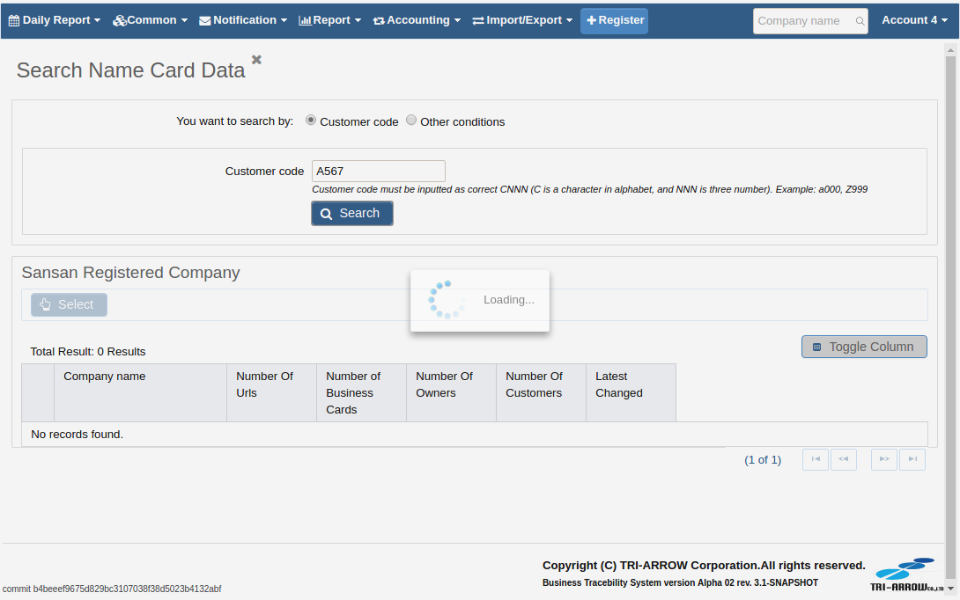 Daily Report Common Notification Report Accounting Import/Export Register Company name Account 4
Search Name Card Data
You want to search by: Customer code Other conditions
Customer code A567
Customer code must be inputted as correct CNNN (C is a character in alphabet, and NNN is three number). Example: a000, Z999
Search
Sansan Registered Company
Select
Loading...
Total Result: 0 Results
Toggle Column
Company name
Number Of
Urls
Number of
Business
Cards
Number Of
Owners
Number Of
Customers
Latest
Changed
No records found.
(1 of 1)
Copyright (C) TRI-ARROW Corporation.All rights reserved.
Business Tracebility System version Alpha 02 rev. 3.1-SNAPSHOT
TRI-ARROW CO.,LTD
commit b4beeef9675d829bc3107038f38d5023b4132abf